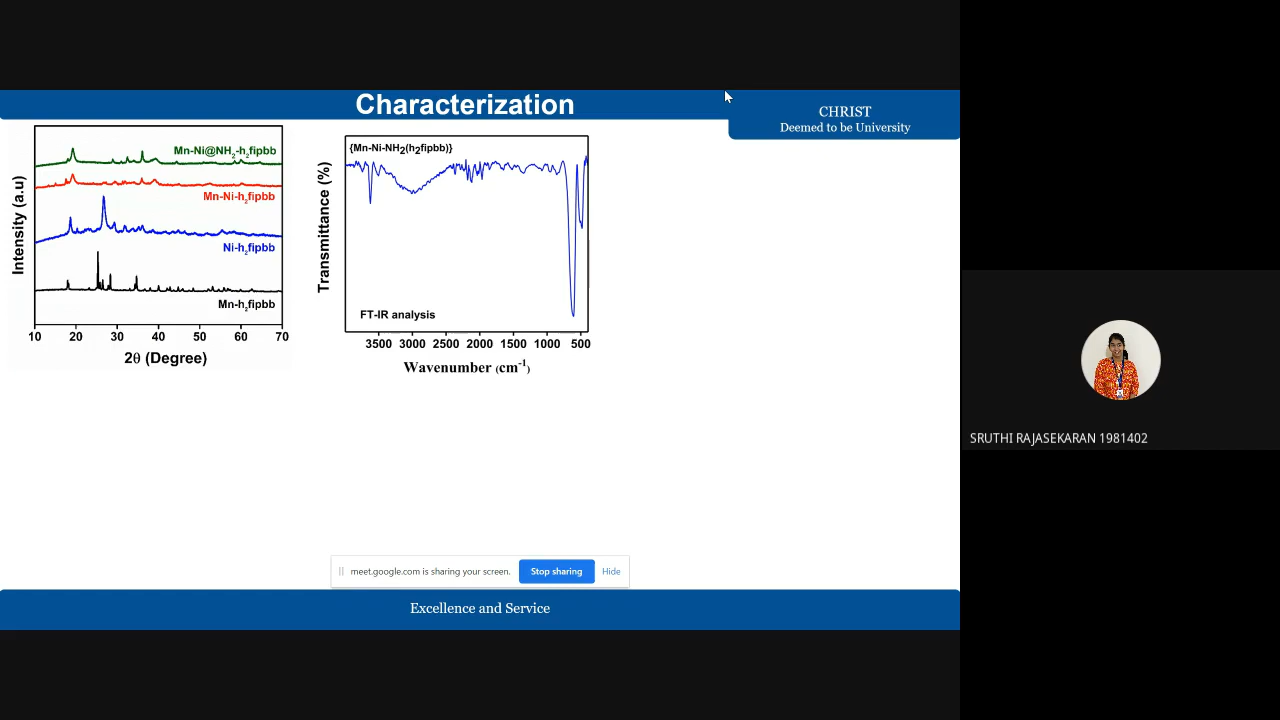 Characterization
CHRIST
Deemed to be University
Mn-Ni@NH2-h2fipbb
Mn-Ni-h2fipbb
Ni-h2fipbb
Mn-h2fipbb
Intensity (a.u)
10 20 30 40 50 60 70
2θ (Degree)
{Mn-Ni-NH2(h2fipbb)}
Transmittance (%)
FT-IR analysis
3500 3000 2500 2000 1500 1000 500
Wavenumber (cm-1)
SRUTHI RAJASEKARAN 1981402
meet.google.com is sharing your screen. Stop sharing Hide
Excellence and Service